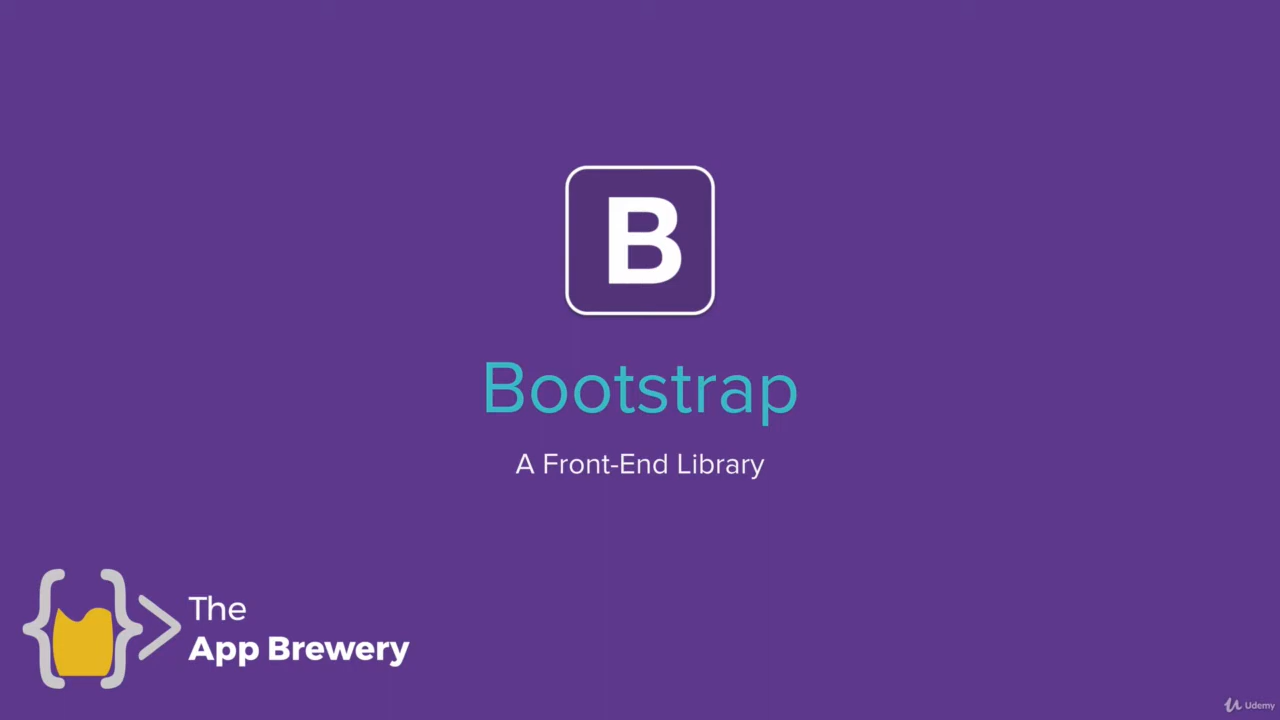 B
Bootstrap
A Front-End Library
The
App Brewery
Udemy